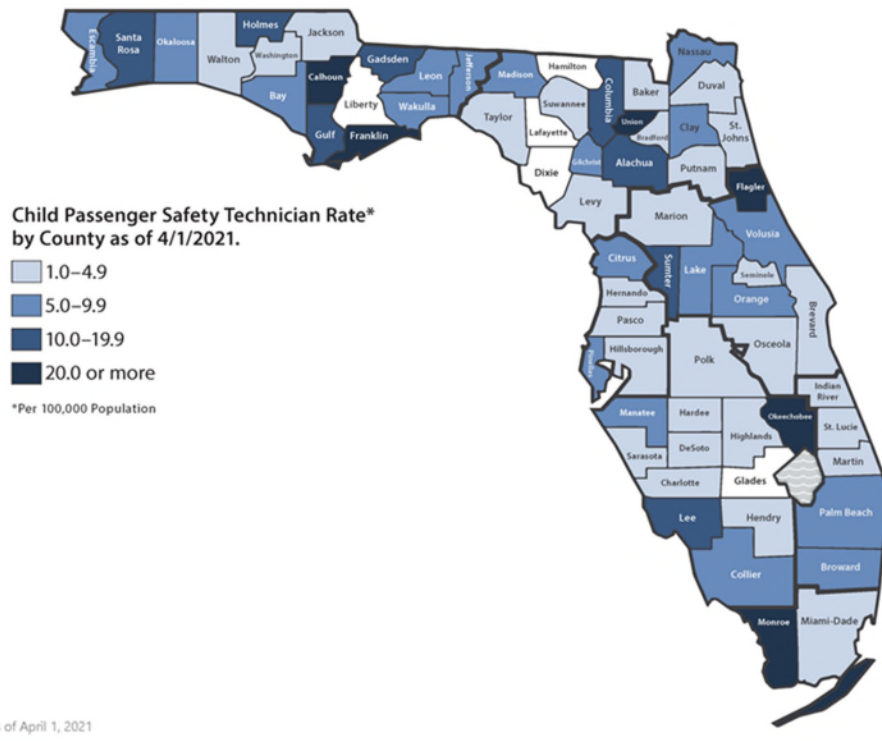 Escambia
Santa
Rosa
Okaloosa
Walton
Holmes
Washington
Jackson
Bay
Calhoun
Gulf
Liberty
Franklin
Gadsden
Leon
Wakulla
Jefferson
Madison
Taylor
Hamilton
Suwannee
Lafayette
Dixie
Columbia
Gilchrist
Levy
Baker
Union
Bradford
Alachua
Nassau
Duval
Clay
St.
Johns
Putnam
Flagler
Marion
Volusia
Child Passenger Safety Technician Rate*
by County as of 4/1/2021.
1.0–4.9
5.0–9.9
10.0–19.9
20.0 or more
*Per 100,000 Population
Citrus
Sumter
Lake
Seminole
Orange
Brevard
Hernando
Pasco
Pinellas
Hillsborough
Polk
Osceola
Indian
River
Manatee
Hardee
Highlands
Okeechobee
St. Lucie
Sarasota
DeSoto
Martin
Charlotte
Glades
Lee
Hendry
Palm Beach
Collier
Broward
Monroe
Miami-Dade
of April 1, 2021